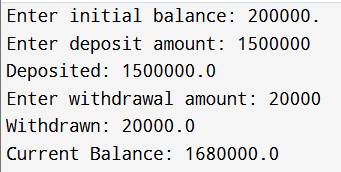 Enter initial balance: 200000.
Enter deposit amount: 1500000
Deposited: 1500000.0
Enter withdrawal amount: 20000
Withdrawn: 20000.0
Current Balance: 1680000.0